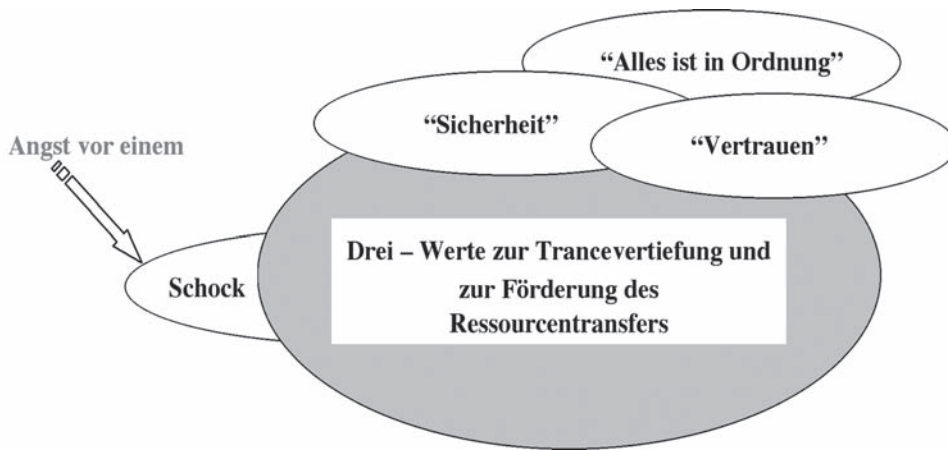 “Alles ist in Ordnung”
“Sicherheit”
“Vertrauen”
Angst vor einem
Schock
Drei – Werte zur Trancevertiefung und
zur Förderung des
Ressourcentransfers